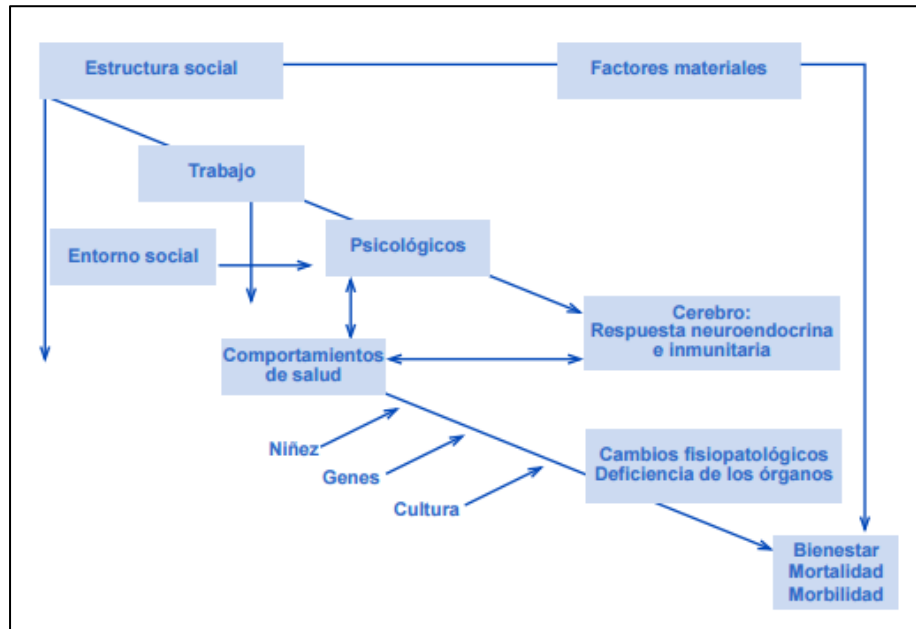 Estructura social
Factores materiales
Trabajo
Entorno social
Psicológicos
Cerebro:
Respuesta neuroendocrina
e inmunitaria
Comportamientos
de salud
Niñez
Genes
Cultura
Cambios fisiopatológicos
Deficiencia de los órganos
Bienestar
Mortalidad
Morbilidad